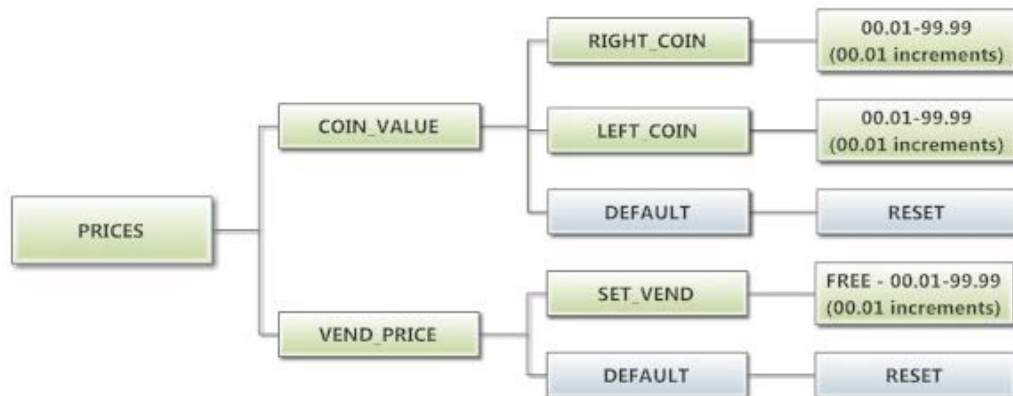 PRICES
COIN_VALUE
RIGHT_COIN
00.01-99.99
(00.01 increments)
LEFT_COIN
00.01-99.99
(00.01 increments)
DEFAULT
RESET
VEND_PRICE
SET_VEND
FREE - 00.01-99.99
(00.01 increments)
DEFAULT
RESET